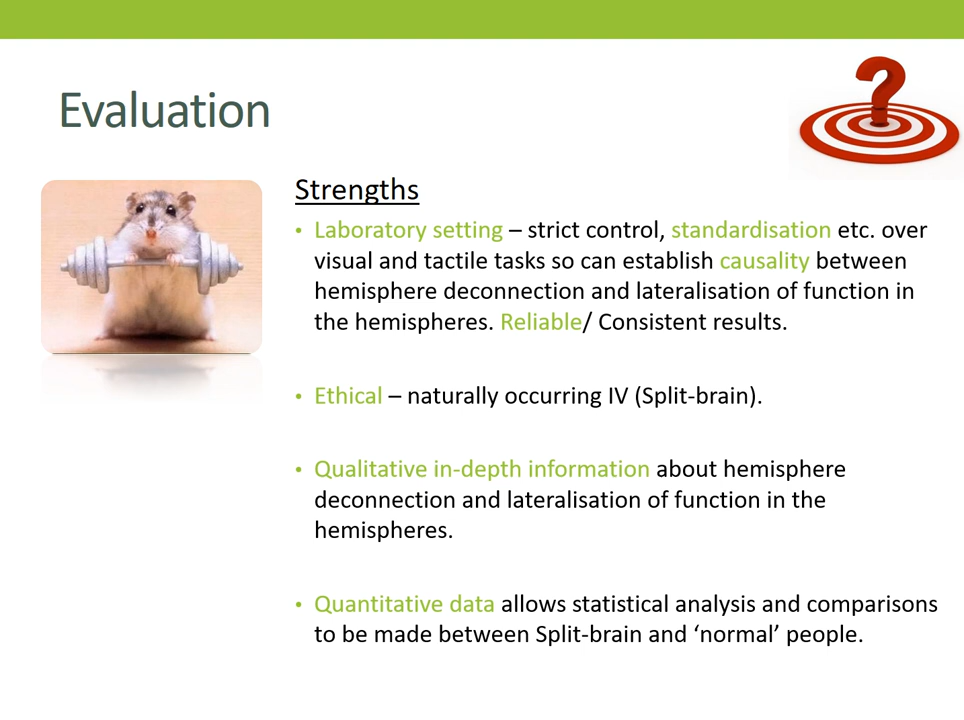 Evaluation
Strengths
• Laboratory setting – strict control, standardisation etc. over
visual and tactile tasks so can establish causality between
hemisphere deconnection and lateralisation of function in
the hemispheres. Reliable/ Consistent results.
• Ethical – naturally occurring IV (Split-brain).
• Qualitative in-depth information about hemisphere
deconnection and lateralisation of function in the
hemispheres.
• Quantitative data allows statistical analysis and comparisons
to be made between Split-brain and ‘normal’ people.